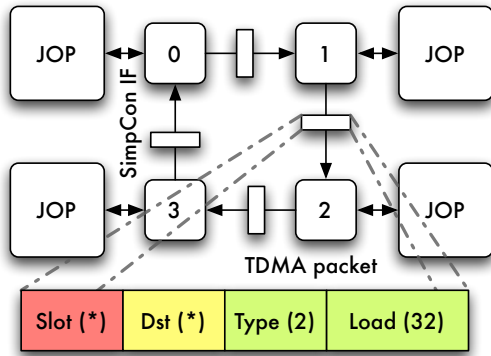 JOP 0 1 JOP
SimpCon IF
JOP 3 2 JOP
TDMA packet
Slot (*) Dst (*) Type (2) Load (32)